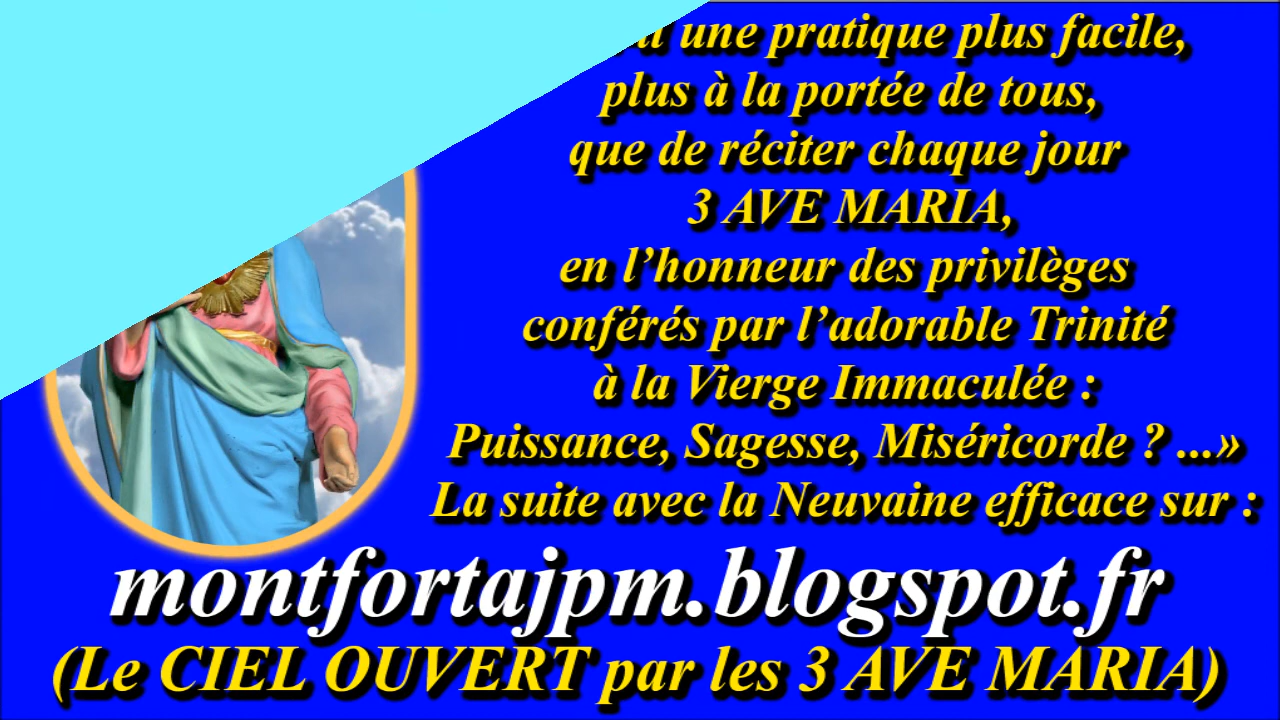 une pratique plus facile,
plus à la portée de tous,
que de réciter chaque jour
3 AVE MARIA,
en l’honneur des privilèges
conférés par l’adorable Trinité
à la Vierge Immaculée :
Puissance, Sagesse, Miséricorde ? ...»
La suite avec la Neuvaine efficace sur :
montfortajpm.blogspot.fr
(Le CIEL OUVERT par les 3 AVE MARIA)